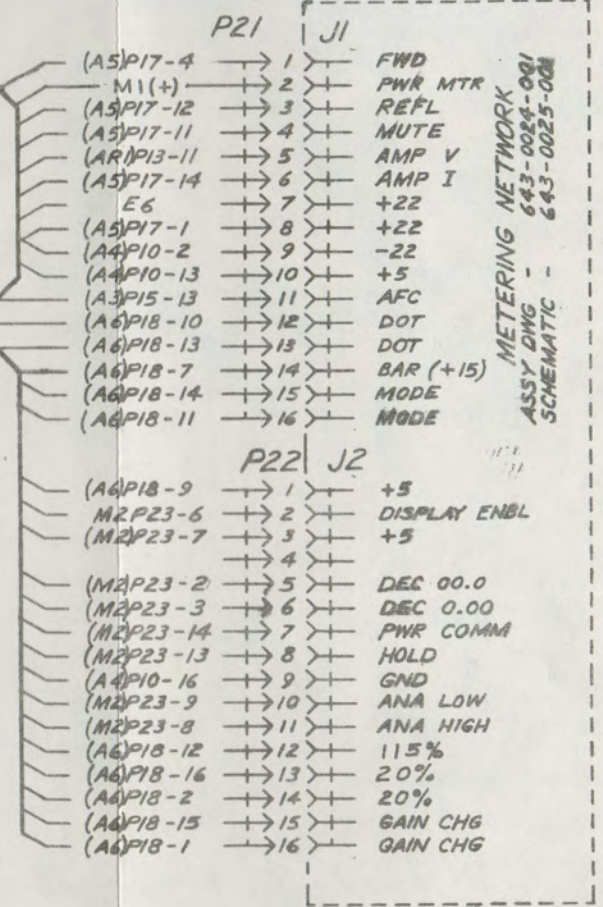 P21 J1
(A5)P17-4 1 FWD
M1(+) 2 PWR MTR
(A5)P17-12 3 REFL
(A5)P17-11 4 MUTE
(AR1)P13-11 5 AMP V
(A5)P17-14 6 AMP I
E6 7 +22
(A5)P17-1 8 +22
(A4)P10-2 9 -22
(A4)P10-13 10 +5
(A3)P15-13 11 AFC
(A6)P18-10 12 DOT
(A6)P18-13 13 DOT
(A6)P18-7 14 BAR (+15)
(A6)P18-14 15 MODE
(A6)P18-11 16 MODE
METERING NETWORK
ASSY DWG - 643-0024-001
SCHEMATIC - 643-0025-001
P22 J2
(A6)P18-9 1 +5
M2P23-6 2 DISPLAY ENBL
(M2)P23-7 3 +5
4
(M2)P23-2 5 DEC 00.0
(M2)P23-3 6 DEC 0.00
(M2)P23-14 7 PWR COMM
(M2)P23-13 8 HOLD
(A4)P10-16 9 GND
(M2)P23-9 10 ANA LOW
(M2)P23-8 11 ANA HIGH
(A6)P18-12 12 115%
(A6)P18-16 13 20%
(A6)P18-2 14 20%
(A6)P18-15 15 GAIN CHG
(A6)P18-1 16 GAIN CHG